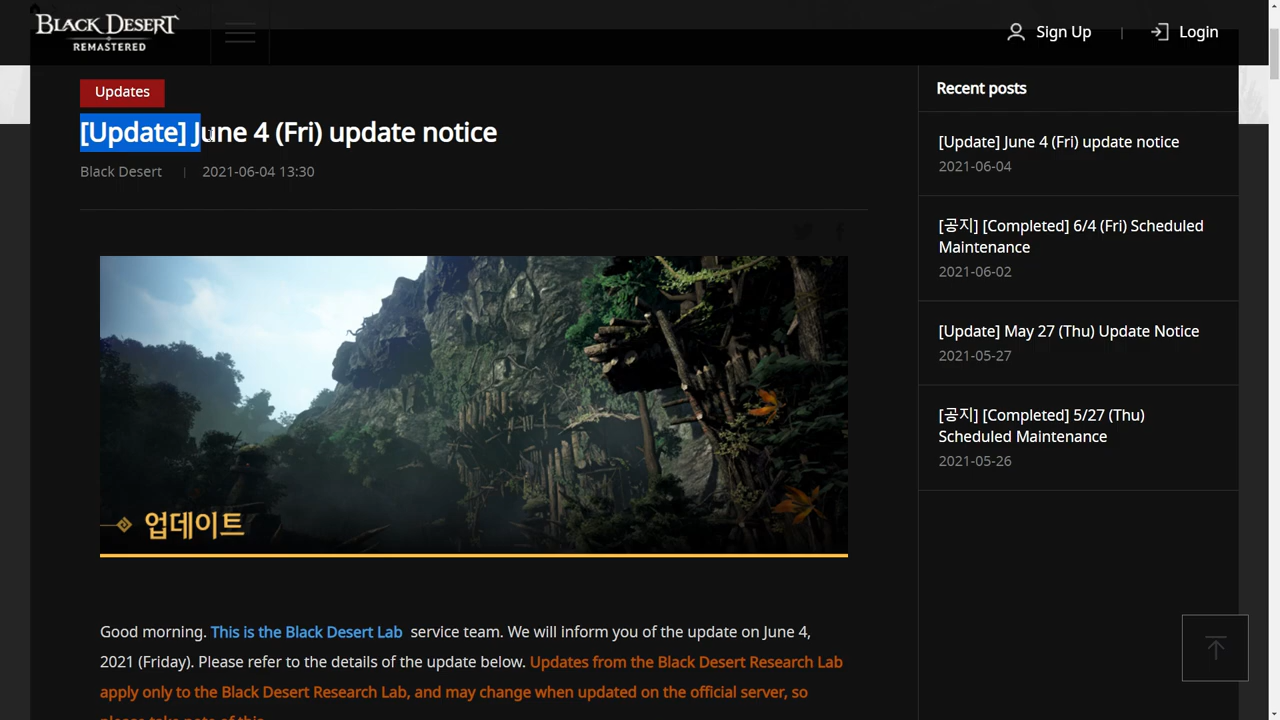 BLACK DESERT
REMASTERED
Sign Up
Login
Updates
[Update] June 4 (Fri) update notice
Black Desert | 2021-06-04 13:30
업데이트
Good morning. This is the Black Desert Lab service team. We will inform you of the update on June 4,
2021 (Friday). Please refer to the details of the update below. Updates from the Black Desert Research Lab
apply only to the Black Desert Research Lab, and may change when updated on the official server, so
please take note of this.
Recent posts
[Update] June 4 (Fri) update notice
2021-06-04
[공지] [Completed] 6/4 (Fri) Scheduled
Maintenance
2021-06-02
[Update] May 27 (Thu) Update Notice
2021-05-27
[공지] [Completed] 5/27 (Thu)
Scheduled Maintenance
2021-05-26